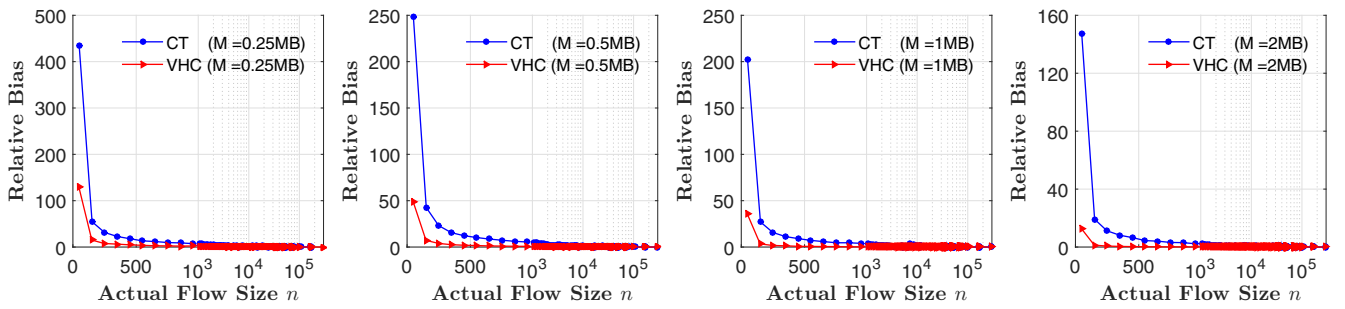 Relative Bias
500
400
300
200
100
0
CT (M =0.25MB)
VHC (M =0.25MB)
0
500
10^3
10^4
10^5
Actual Flow Size n
Relative Bias
250
200
150
100
50
0
CT (M =0.5MB)
VHC (M =0.5MB)
0
500
10^3
10^4
10^5
Actual Flow Size n
Relative Bias
250
200
150
100
50
0
CT (M =1MB)
VHC (M =1MB)
0
500
10^3
10^4
10^5
Actual Flow Size n
Relative Bias
160
120
80
40
0
CT (M =2MB)
VHC (M =2MB)
0
500
10^3
10^4
10^5
Actual Flow Size n